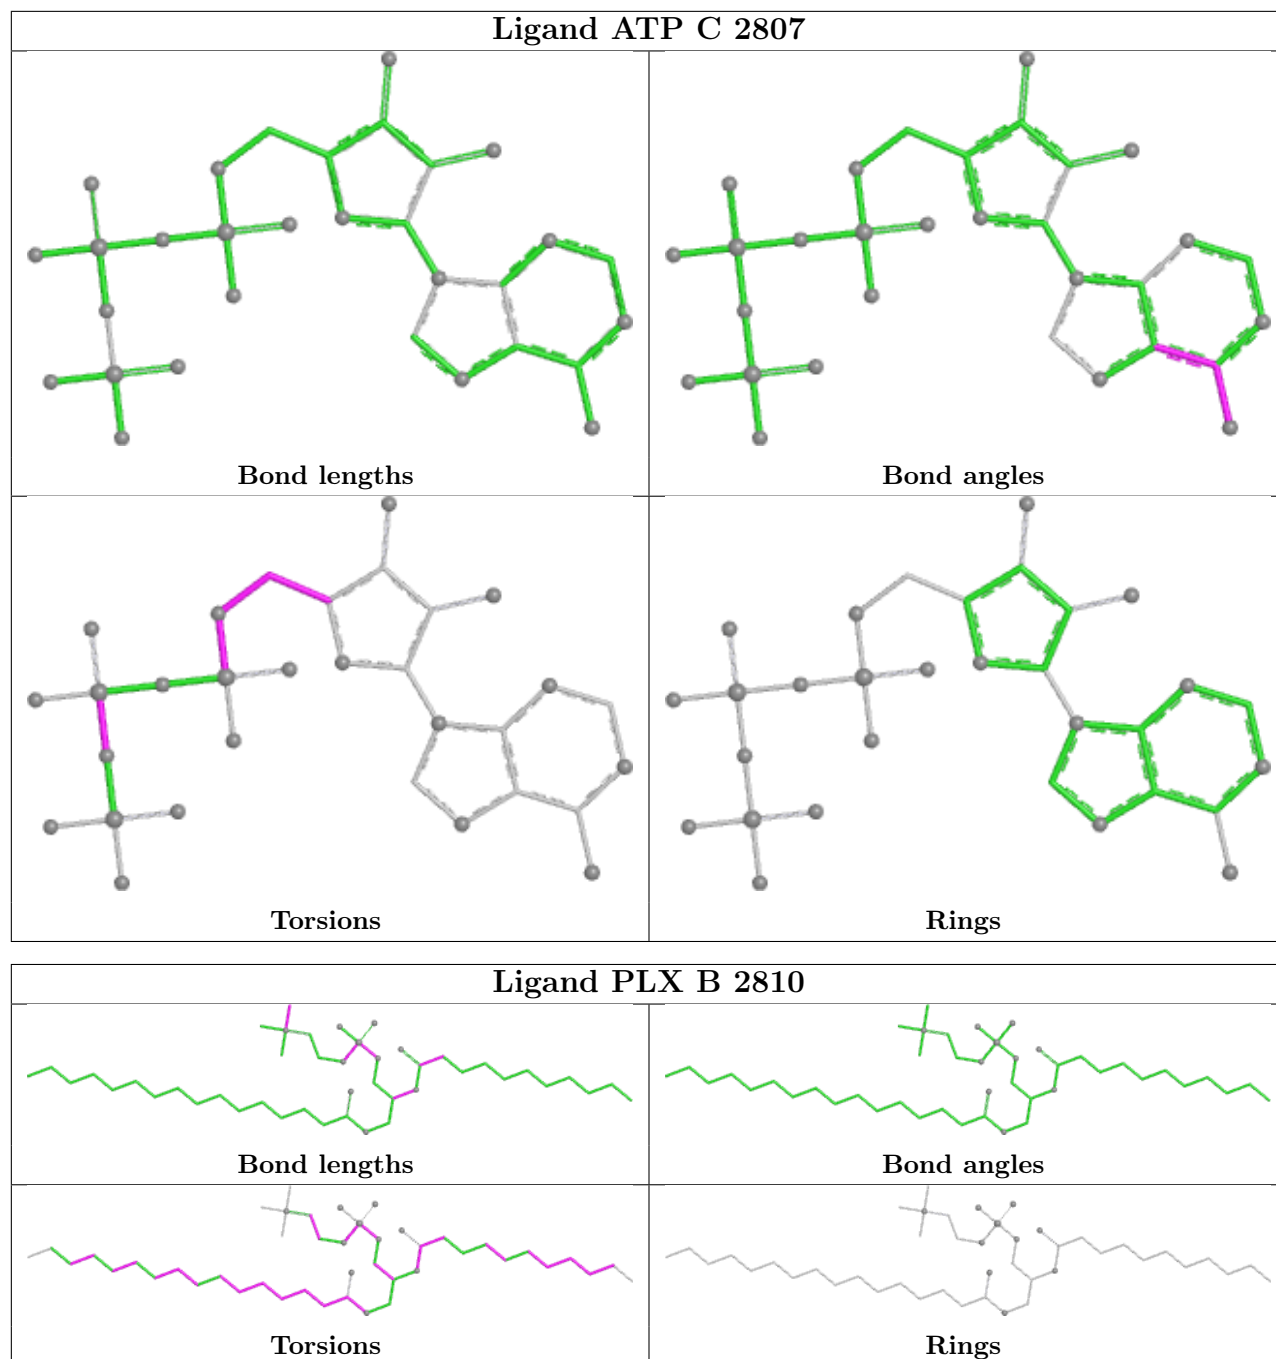 Ligand ATP C 2807
Bond lengths
Bond angles
Torsions
Rings
Ligand PLX B 2810
Bond lengths
Bond angles
Torsions
Rings